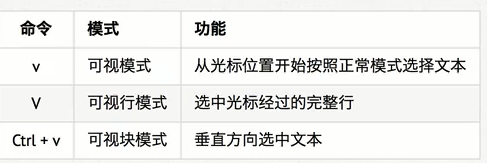 命令 模式 功能
v 可视模式 从光标位置开始按照正常模式选择文本
V 可视行模式 选中光标经过的完整行
Ctrl + v 可视块模式 垂直方向选中文本